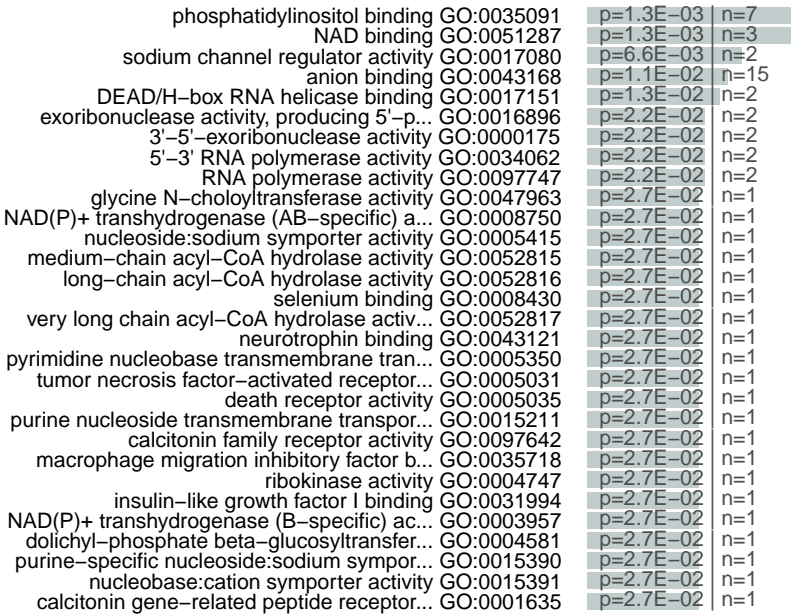 phosphatidylinositol binding GO:0035091 p=1.3E−03 n=7
NAD binding GO:0051287 p=1.3E−03 n=3
sodium channel regulator activity GO:0017080 p=6.6E−03 n=2
anion binding GO:0043168 p=1.1E−02 n=15
DEAD/H−box RNA helicase binding GO:0017151 p=1.3E−02 n=2
exoribonuclease activity, producing 5'−p... GO:0016896 p=2.2E−02 n=2
3'−5'−exoribonuclease activity GO:0000175 p=2.2E−02 n=2
5'−3' RNA polymerase activity GO:0034062 p=2.2E−02 n=2
RNA polymerase activity GO:0097747 p=2.2E−02 n=2
glycine N−choloyltransferase activity GO:0047963 p=2.7E−02 n=1
NAD(P)+ transhydrogenase (AB−specific) a... GO:0008750 p=2.7E−02 n=1
nucleoside:sodium symporter activity GO:0005415 p=2.7E−02 n=1
medium−chain acyl−CoA hydrolase activity GO:0052815 p=2.7E−02 n=1
long−chain acyl−CoA hydrolase activity GO:0052816 p=2.7E−02 n=1
selenium binding GO:0008430 p=2.7E−02 n=1
very long chain acyl−CoA hydrolase activ... GO:0052817 p=2.7E−02 n=1
neurotrophin binding GO:0043121 p=2.7E−02 n=1
pyrimidine nucleobase transmembrane tran... GO:0005350 p=2.7E−02 n=1
tumor necrosis factor−activated receptor... GO:0005031 p=2.7E−02 n=1
death receptor activity GO:0005035 p=2.7E−02 n=1
purine nucleoside transmembrane transpor... GO:0015211 p=2.7E−02 n=1
calcitonin family receptor activity GO:0097642 p=2.7E−02 n=1
macrophage migration inhibitory factor b... GO:0035718 p=2.7E−02 n=1
ribokinase activity GO:0004747 p=2.7E−02 n=1
insulin−like growth factor I binding GO:0031994 p=2.7E−02 n=1
NAD(P)+ transhydrogenase (B−specific) ac... GO:0003957 p=2.7E−02 n=1
dolichyl−phosphate beta−glucosyltransfer... GO:0004581 p=2.7E−02 n=1
purine−specific nucleoside:sodium sympor... GO:0015390 p=2.7E−02 n=1
nucleobase:cation symporter activity GO:0015391 p=2.7E−02 n=1
calcitonin gene−related peptide receptor... GO:0001635 p=2.7E−02 n=1